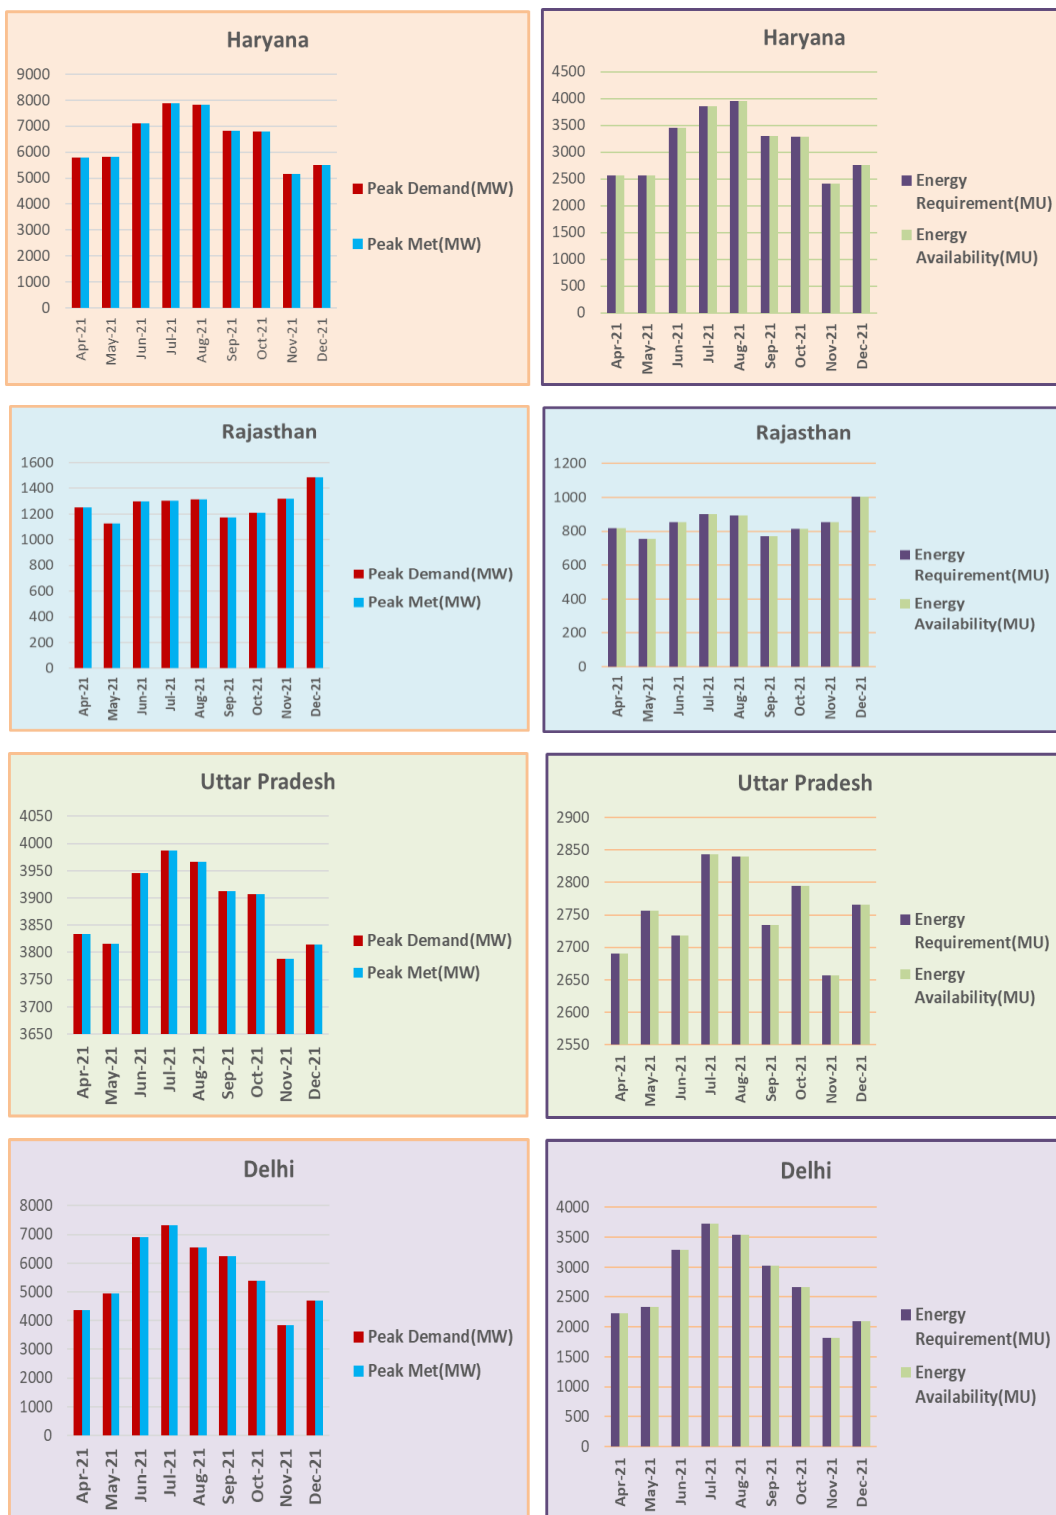 Haryana
9000
8000
7000
6000
5000
4000
3000
2000
1000
0
Apr-21
May-21
Jun-21
Jul-21
Aug-21
Sep-21
Oct-21
Nov-21
Dec-21
Peak Demand(MW)
Peak Met(MW)
Haryana
4500
4000
3500
3000
2500
2000
1500
1000
500
0
Apr-21
May-21
Jun-21
Jul-21
Aug-21
Sep-21
Oct-21
Nov-21
Dec-21
Energy
Requirement(MU)
Energy
Availability(MU)
Rajasthan
1600
1400
1200
1000
800
600
400
200
0
Apr-21
May-21
Jun-21
Jul-21
Aug-21
Sep-21
Oct-21
Nov-21
Dec-21
Peak Demand(MW)
Peak Met(MW)
Rajasthan
1200
1000
800
600
400
200
0
Apr-21
May-21
Jun-21
Jul-21
Aug-21
Sep-21
Oct-21
Nov-21
Dec-21
Energy
Requirement(MU)
Energy
Availability(MU)
Uttar Pradesh
4050
4000
3950
3900
3850
3800
3750
3700
3650
Apr-21
May-21
Jun-21
Jul-21
Aug-21
Sep-21
Oct-21
Nov-21
Dec-21
Peak Demand(MW)
Peak Met(MW)
Uttar Pradesh
2900
2850
2800
2750
2700
2650
2600
2550
Apr-21
May-21
Jun-21
Jul-21
Aug-21
Sep-21
Oct-21
Nov-21
Dec-21
Energy
Requirement(MU)
Energy
Availability(MU)
Delhi
8000
7000
6000
5000
4000
3000
2000
1000
0
Apr-21
May-21
Jun-21
Jul-21
Aug-21
Sep-21
Oct-21
Nov-21
Dec-21
Peak Demand(MW)
Peak Met(MW)
Delhi
4000
3500
3000
2500
2000
1500
1000
500
0
Apr-21
May-21
Jun-21
Jul-21
Aug-21
Sep-21
Oct-21
Nov-21
Dec-21
Energy
Requirement(MU)
Energy
Availability(MU)